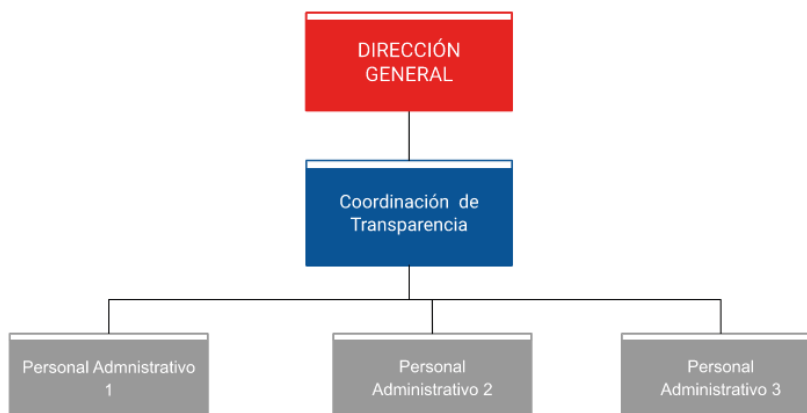 DIRECCIÓN
GENERAL
Coordinación de
Transparencia
Personal Admnistrativo
1
Personal
Administrativo 2
Personal
Administrativo 3